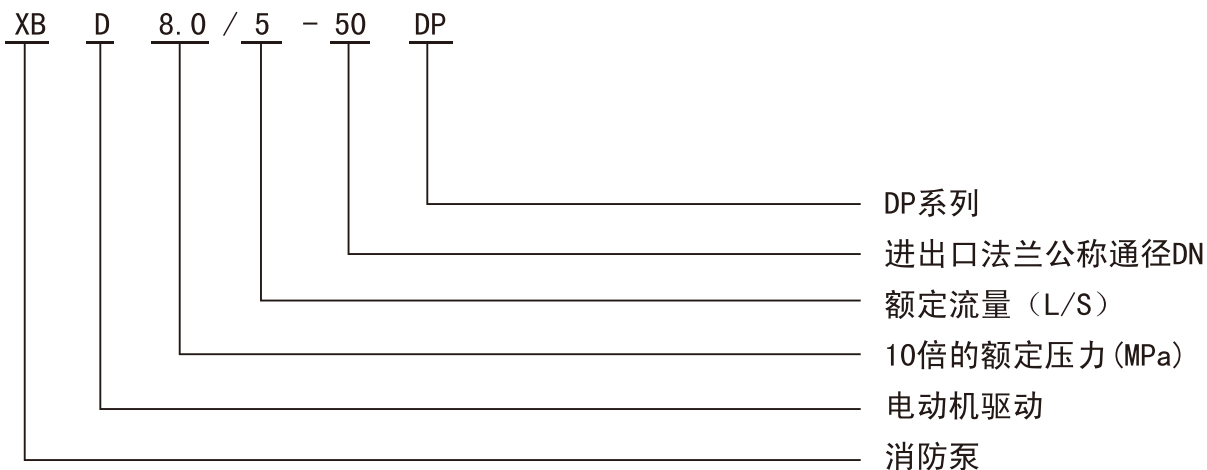 XB D 8.0 / 5 - 50 DP
DP系列
进出口法兰公称通径DN
额定流量（L/S）
10倍的额定压力(MPa)
电动机驱动
消防泵